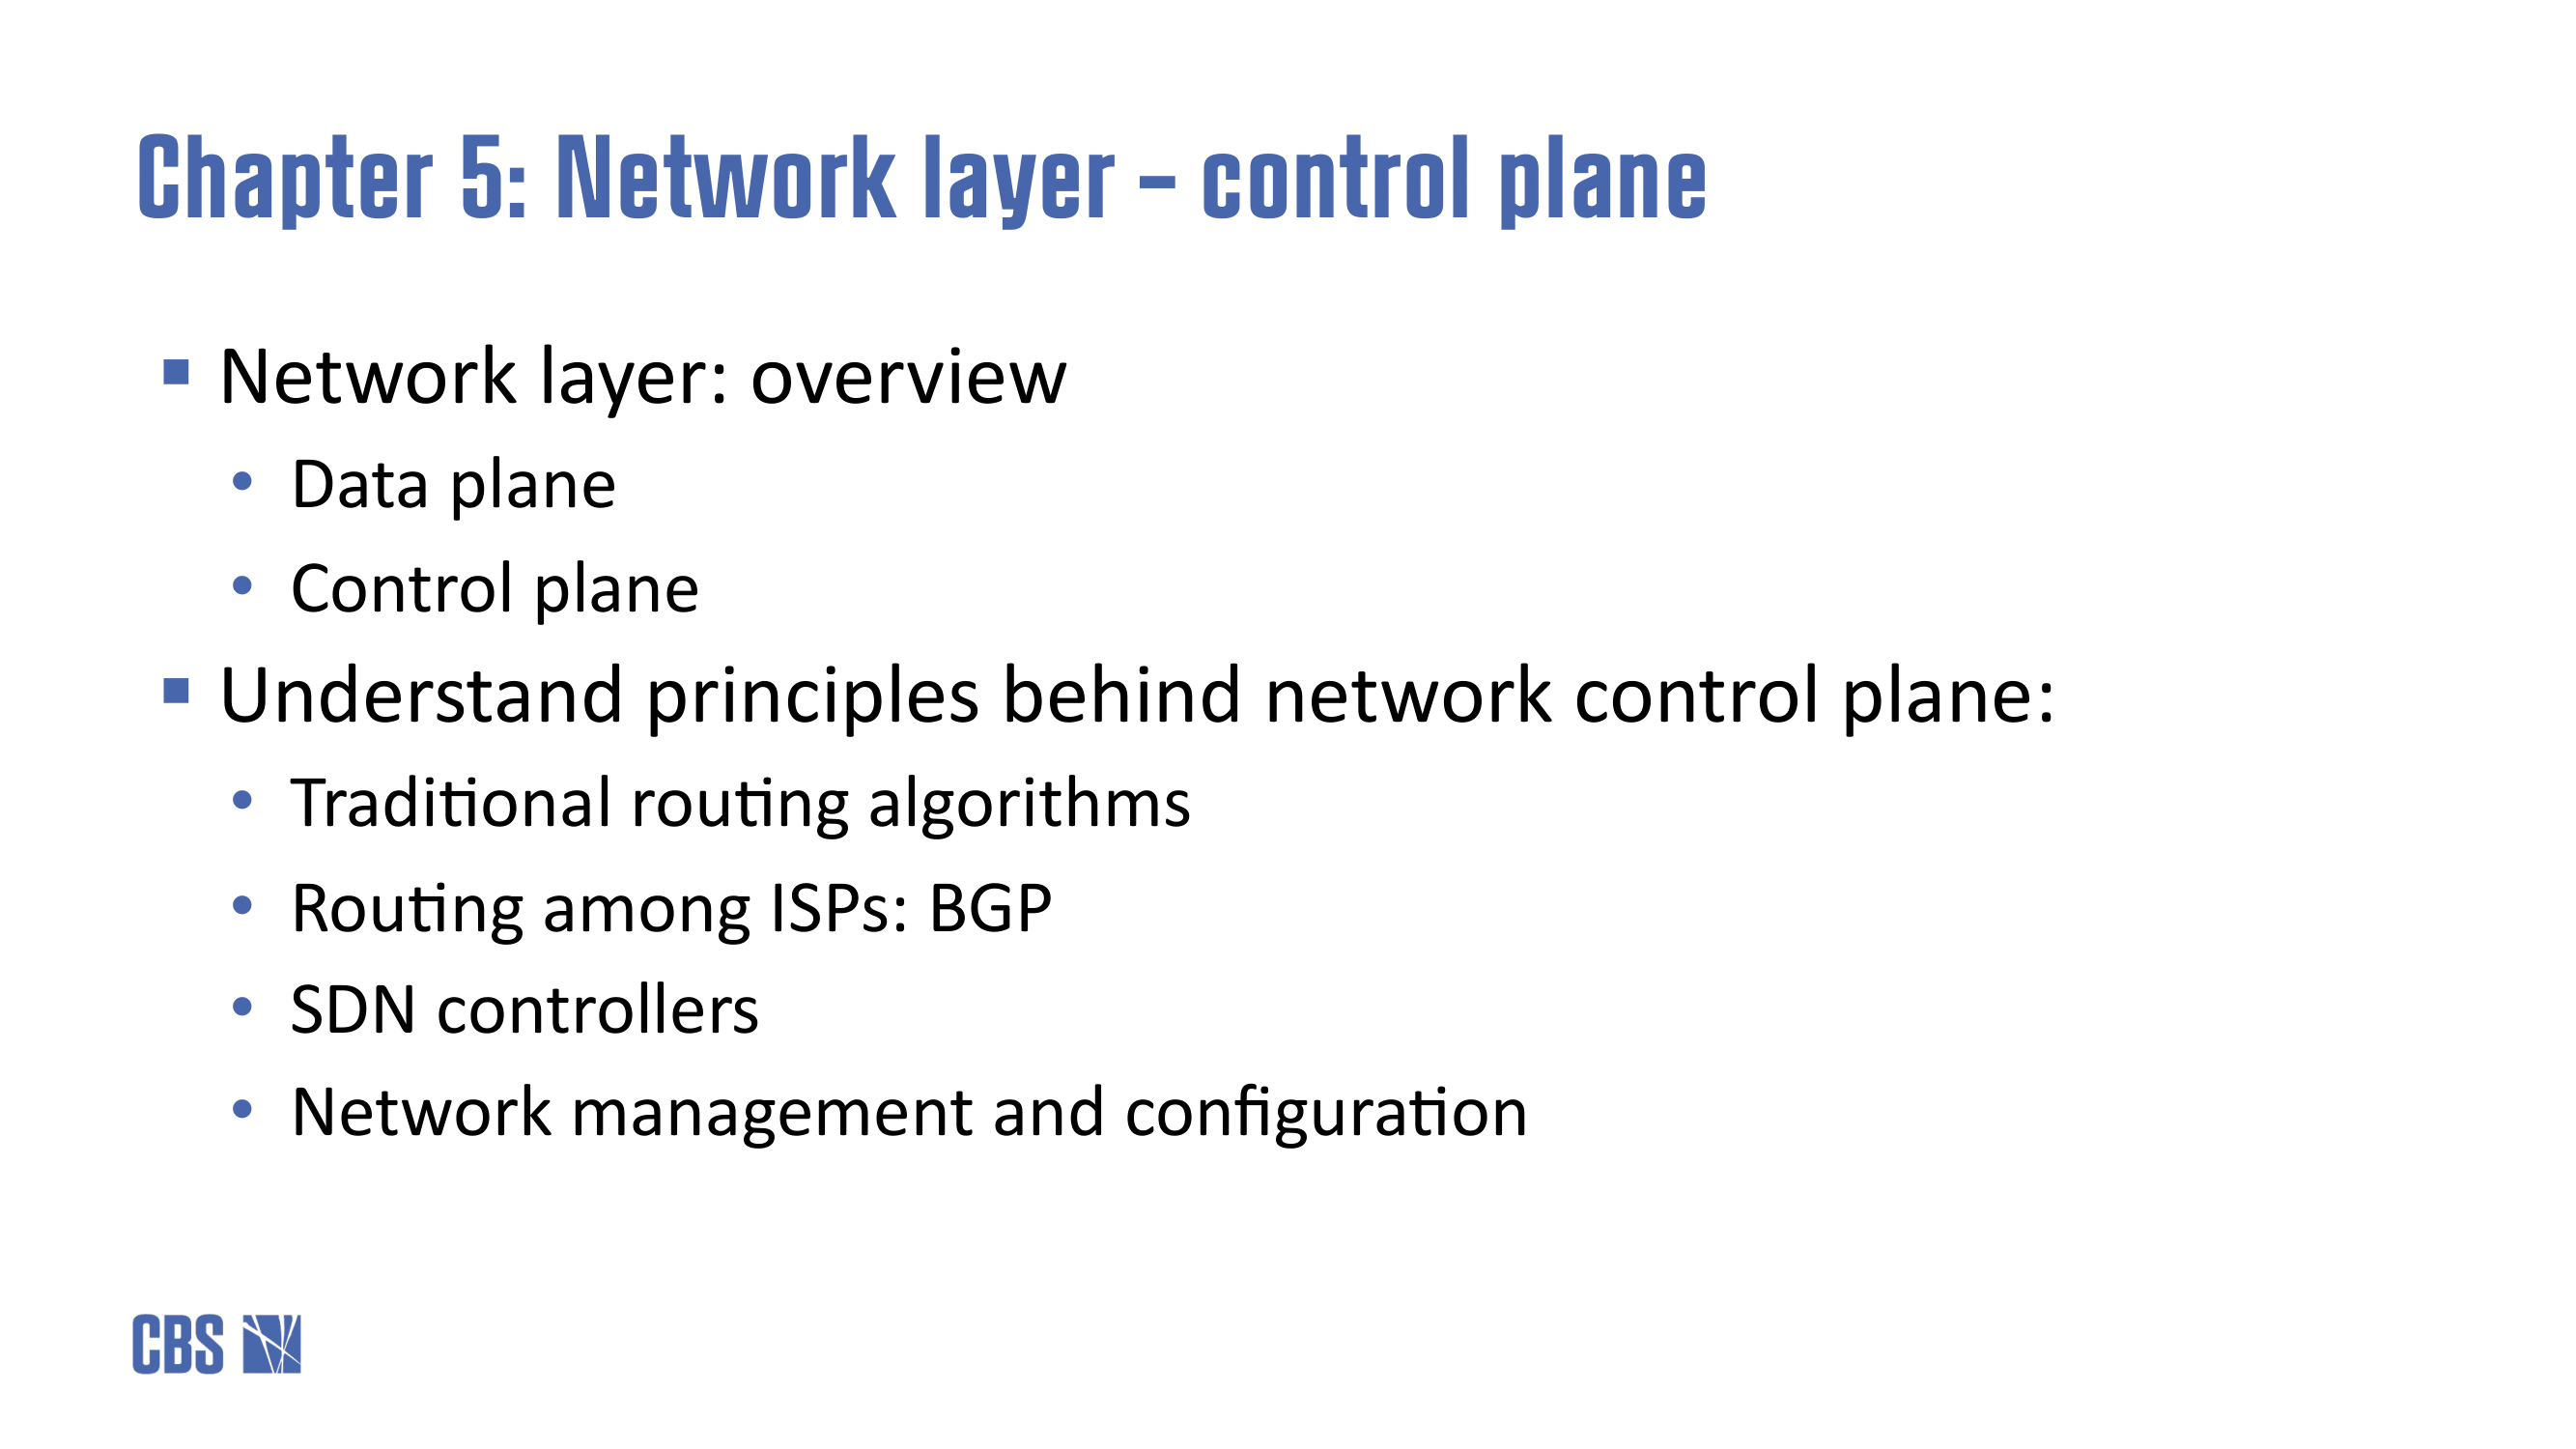 Chapter 5: Network layer – control plane
▪ Network layer: overview
• Data plane
• Control plane
▪ Understand principles behind network control plane:
• Traditional routing algorithms
• Routing among ISPs: BGP
• SDN controllers
• Network management and configuration
CBS